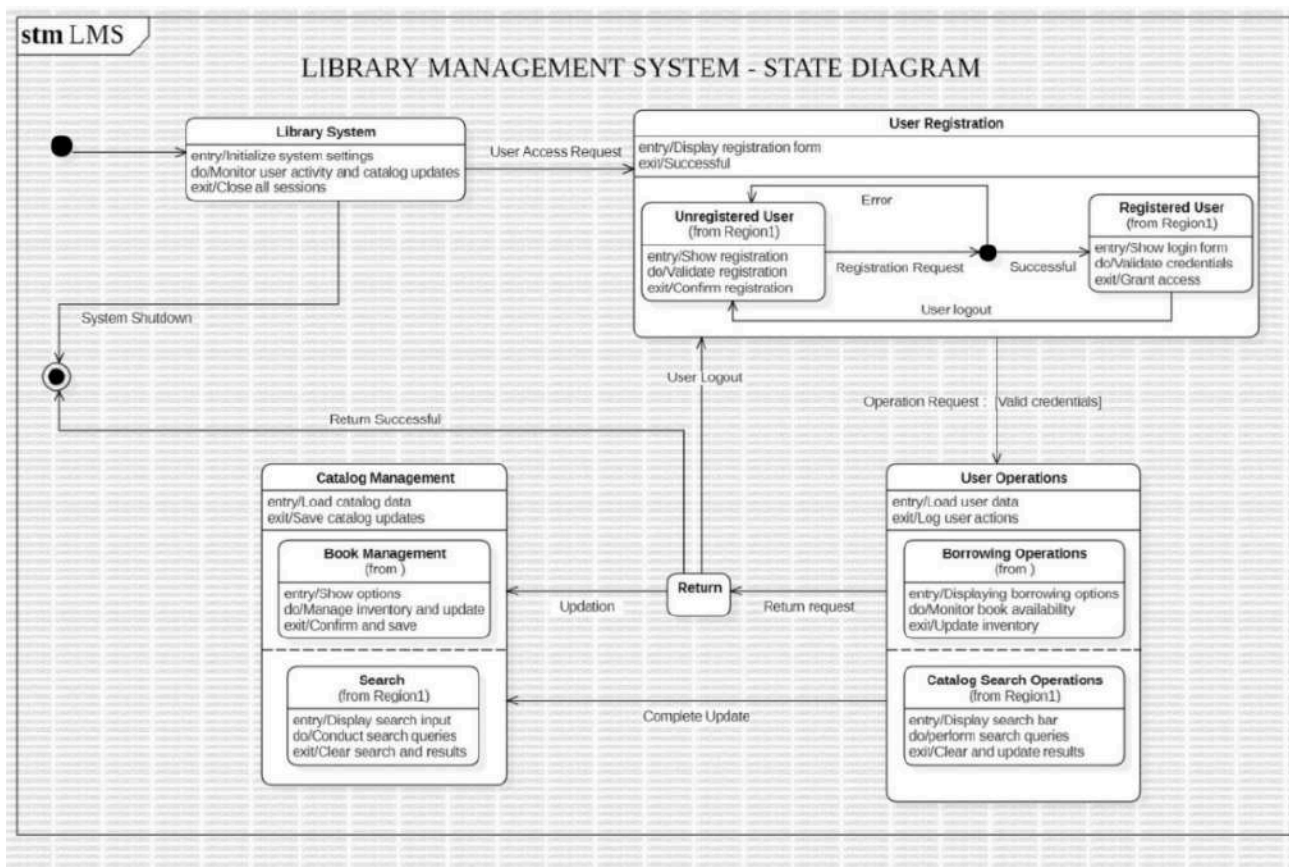 stm LMS
LIBRARY MANAGEMENT SYSTEM - STATE DIAGRAM
Library System
entry/Initialize system settings
do/Monitor user activity and catalog updates
exit/Close all sessions
User Access Request
User Registration
entry/Display registration form
exit/Successful
Error
Unregistered User
(from Region1)
entry/Show registration
do/Validate registration
exit/Confirm registration
Registration Request
Successful
Registered User
(from Region1)
entry/Show login form
do/Validate credentials
exit/Grant access
User logout
System Shutdown
User Logout
Operation Request : [Valid credentials]
Return Successful
Catalog Management
entry/Load catalog data
exit/Save catalog updates
Book Management
(from )
entry/Show options
do/Manage inventory and update
exit/Confirm and save
Updation
Return
Return request
User Operations
entry/Load user data
exit/Log user actions
Borrowing Operations
(from )
entry/Displaying borrowing options
do/Monitor book availability
exit/Update inventory
Search
(from Region1)
entry/Display search input
do/Conduct search queries
exit/Clear search and results
Complete Update
Catalog Search Operations
(from Region1)
entry/Display search bar
do/perform search queries
exit/Clear and update results